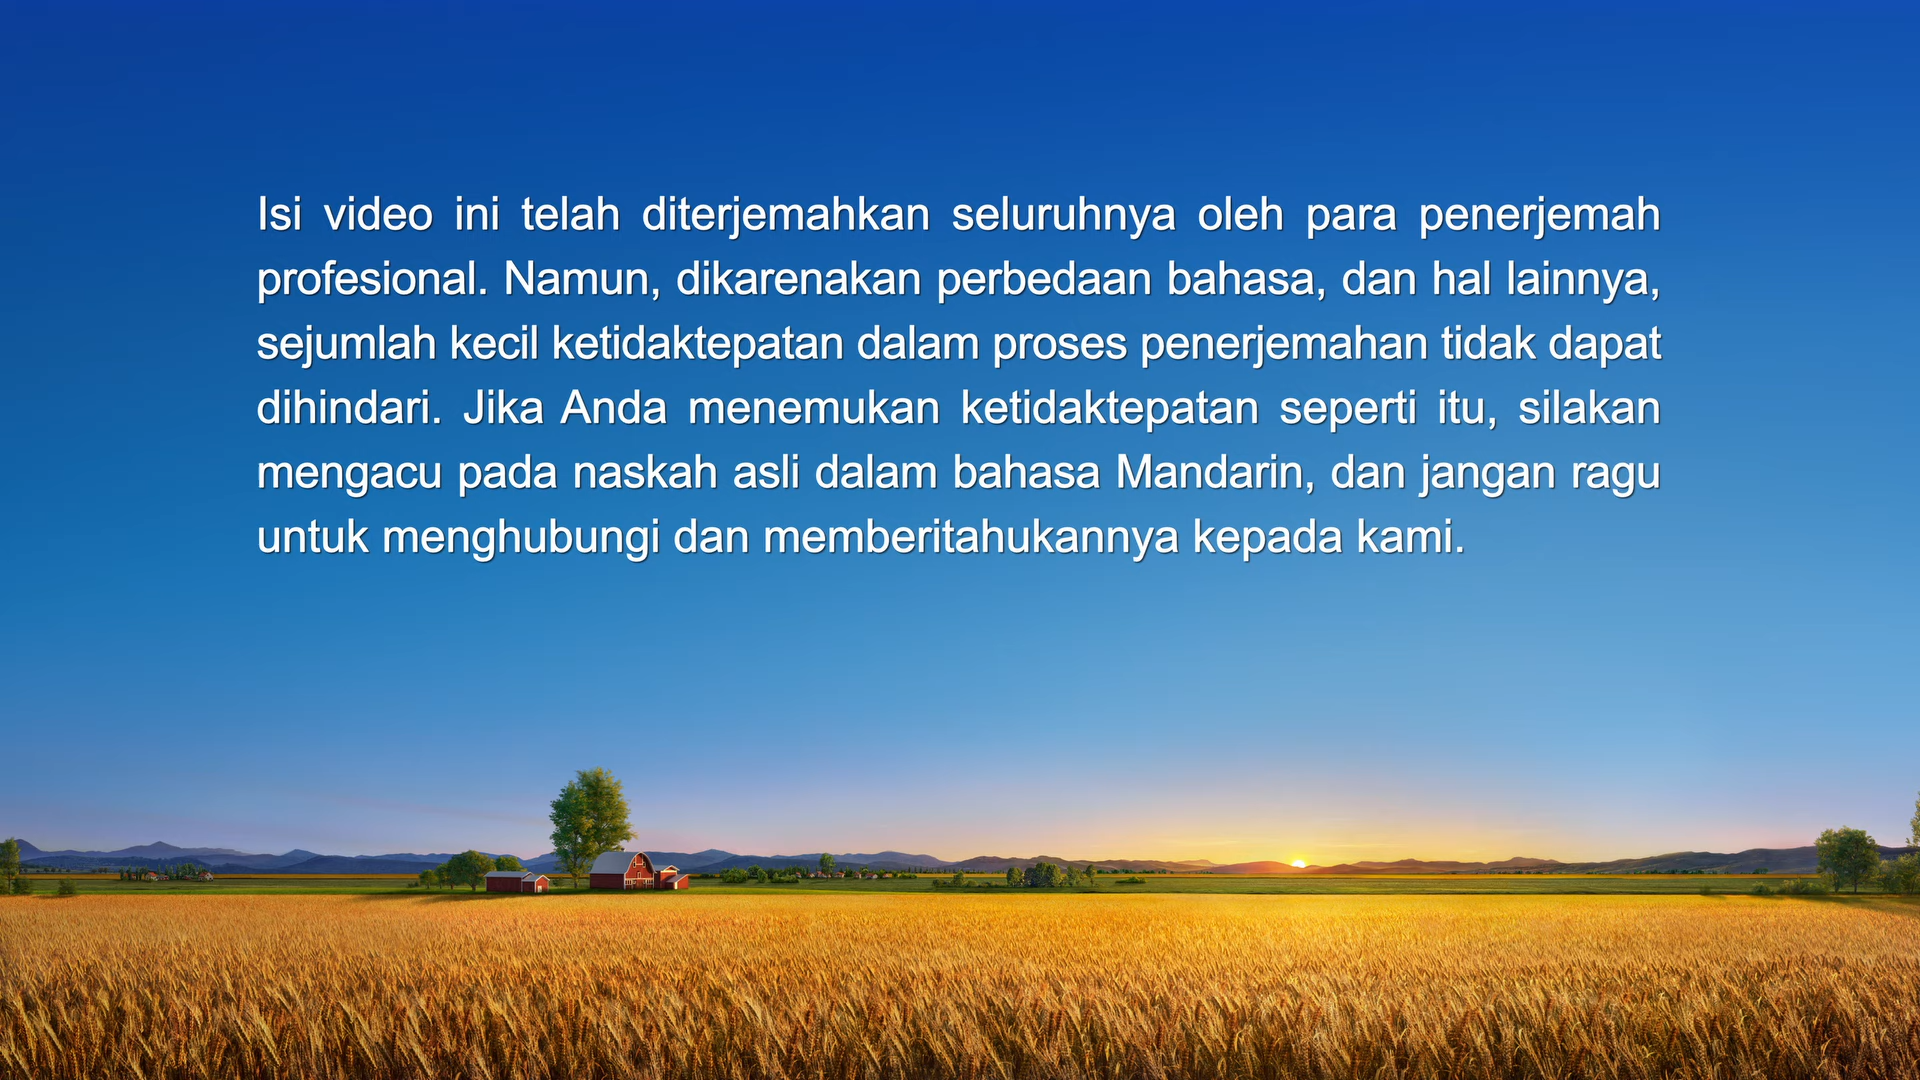 Isi video ini telah diterjemahkan seluruhnya oleh para penerjemah
profesional. Namun, dikarenakan perbedaan bahasa, dan hal lainnya,
sejumlah kecil ketidaktepatan dalam proses penerjemahan tidak dapat
dihindari. Jika Anda menemukan ketidaktepatan seperti itu, silakan
mengacu pada naskah asli dalam bahasa Mandarin, dan jangan ragu
untuk menghubungi dan memberitahukannya kepada kami.